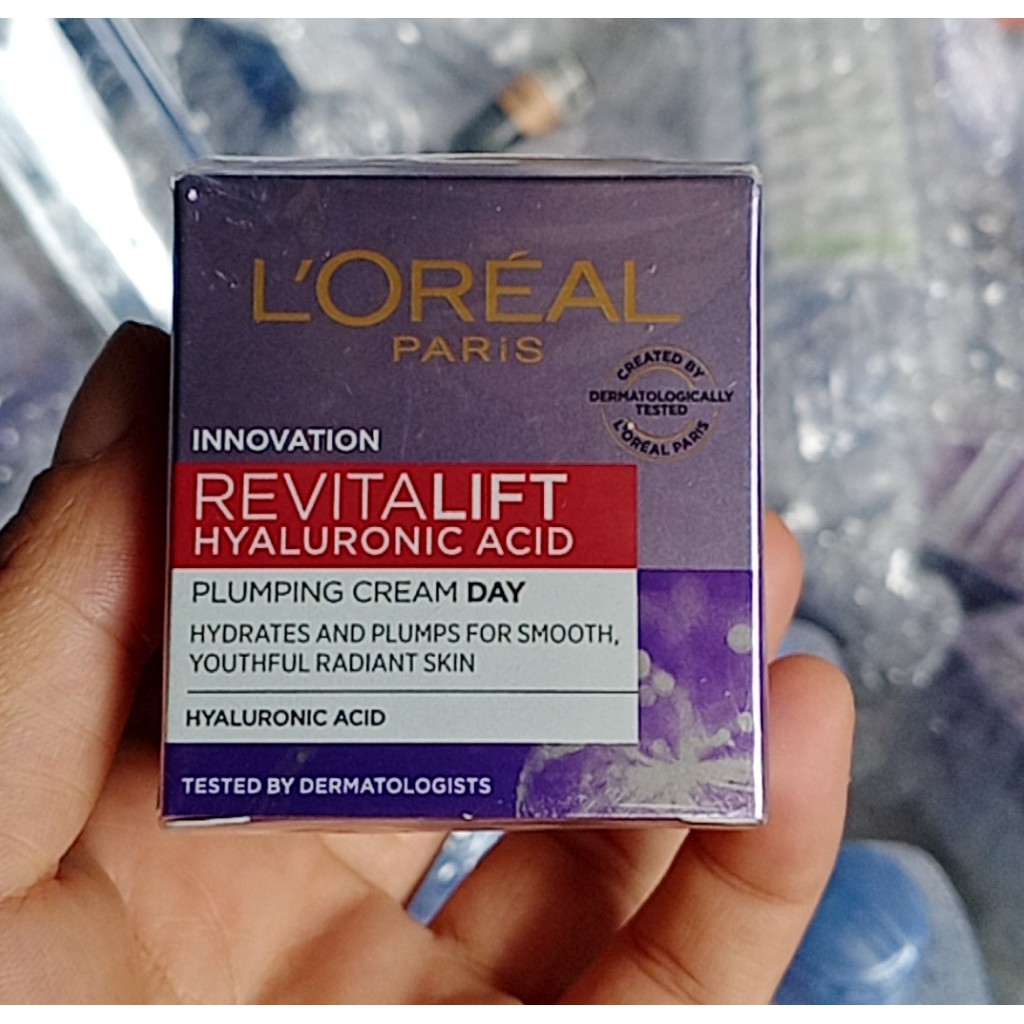 L'ORÉAL
PARiS
CREATED BY
DERMATOLOGICALLY
TESTED
L'ORÉAL PARIS
INNOVATION
REVITALIFT
HYALURONIC ACID
PLUMPING CREAM DAY
HYDRATES AND PLUMPS FOR SMOOTH,
YOUTHFUL RADIANT SKIN
HYALURONIC ACID
TESTED BY DERMATOLOGISTS